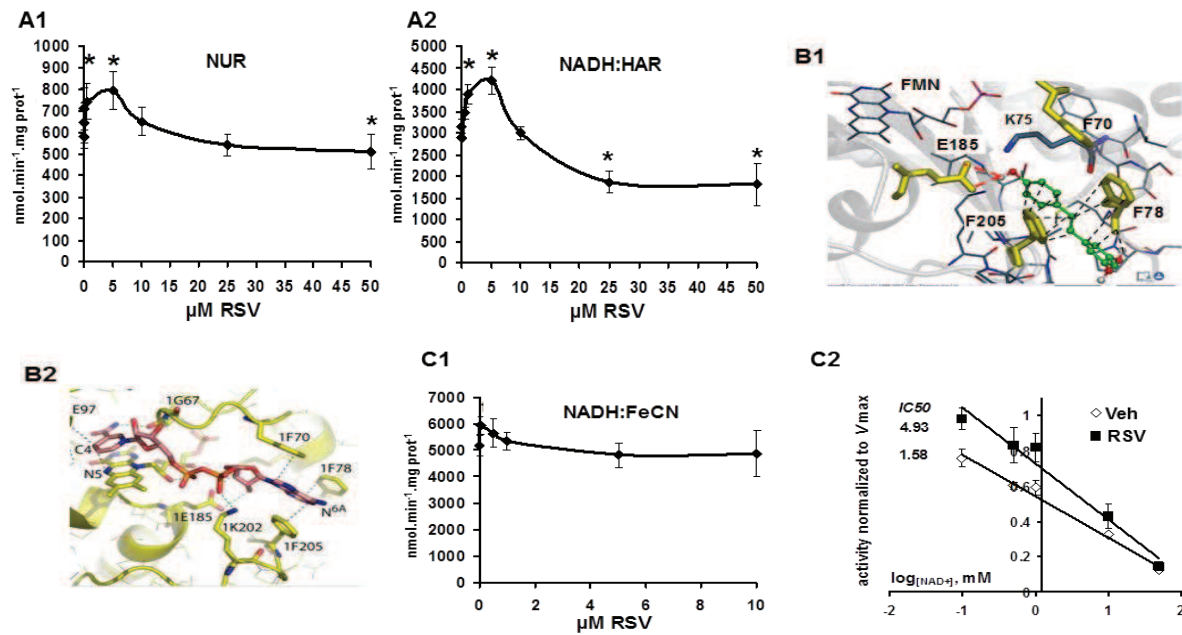 A1
NUR
nmol.min⁻¹.mg prot⁻¹
1000
900
800
700
600
500
400
300
200
100
0
* *
*
0 5 10 15 20 25 30 35 40 45 50
µM RSV
A2
NADH:HAR
nmol.min⁻¹.mg prot⁻¹
5000
4500
4000
3500
3000
2500
2000
1500
1000
500
0
* *
* *
0 5 10 15 20 25 30 35 40 45 50
µM RSV
B1
FMN
K75 F70
E185
F205 F78
B2
1G67
E97
C4
1F70
N5
1F78
N6A
1E185
1K202
1F205
C1
NADH:FeCN
nmol.min⁻¹.mg prot⁻¹
7000
6000
5000
4000
3000
2000
1000
0
0 2 4 6 8 10
µM RSV
C2
IC50
4.93
1.58
◇ Veh
■ RSV
activity normalized to Vmax
1
0.8
0.6
0.4
0.2
0
log[NAD+], mM
-2 -1 0 1 2